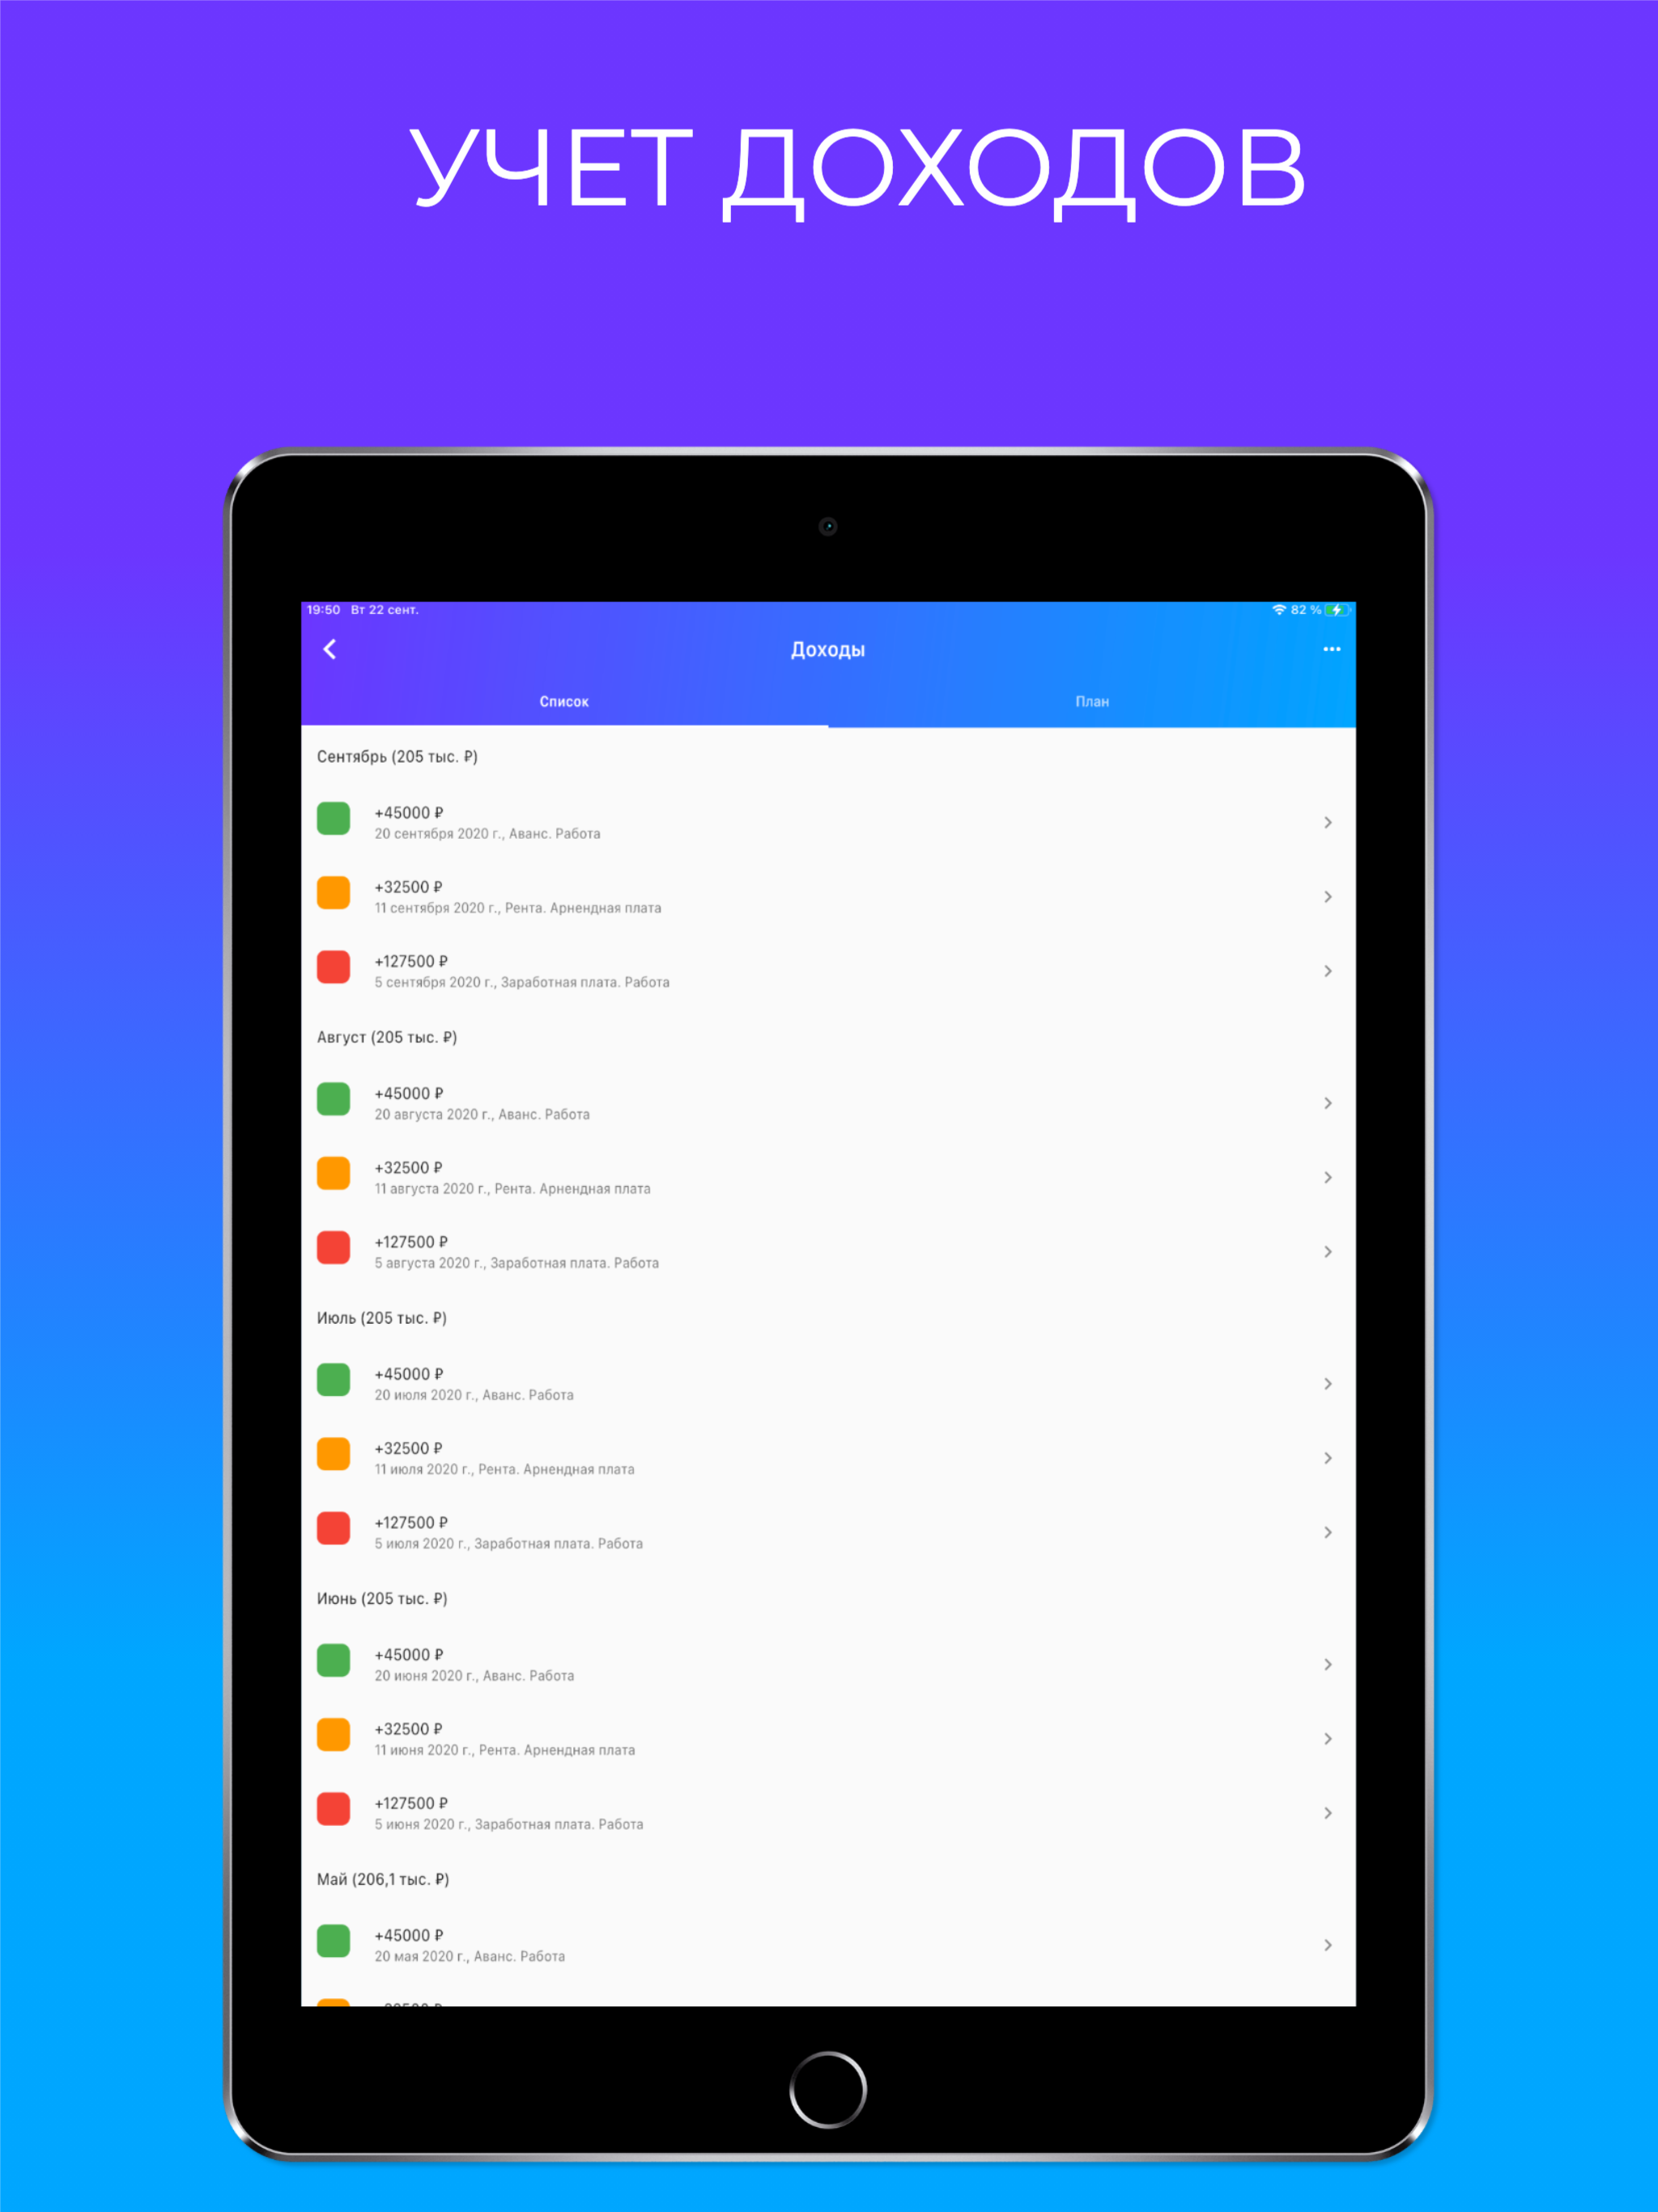 УЧЕТ ДОХОДОВ
19:50 Вт 22 сент. 82 %
Доходы
Список План
Сентябрь (205 тыс. ₽)
+45000 ₽
20 сентября 2020 г., Аванс. Работа
+32500 ₽
11 сентября 2020 г., Рента. Арнендная плата
+127500 ₽
5 сентября 2020 г., Заработная плата. Работа
Август (205 тыс. ₽)
+45000 ₽
20 августа 2020 г., Аванс. Работа
+32500 ₽
11 августа 2020 г., Рента. Арнендная плата
+127500 ₽
5 августа 2020 г., Заработная плата. Работа
Июль (205 тыс. ₽)
+45000 ₽
20 июля 2020 г., Аванс. Работа
+32500 ₽
11 июля 2020 г., Рента. Арнендная плата
+127500 ₽
5 июля 2020 г., Заработная плата. Работа
Июнь (205 тыс. ₽)
+45000 ₽
20 июня 2020 г., Аванс. Работа
+32500 ₽
11 июня 2020 г., Рента. Арнендная плата
+127500 ₽
5 июня 2020 г., Заработная плата. Работа
Май (206,1 тыс. ₽)
+45000 ₽
20 мая 2020 г., Аванс. Работа